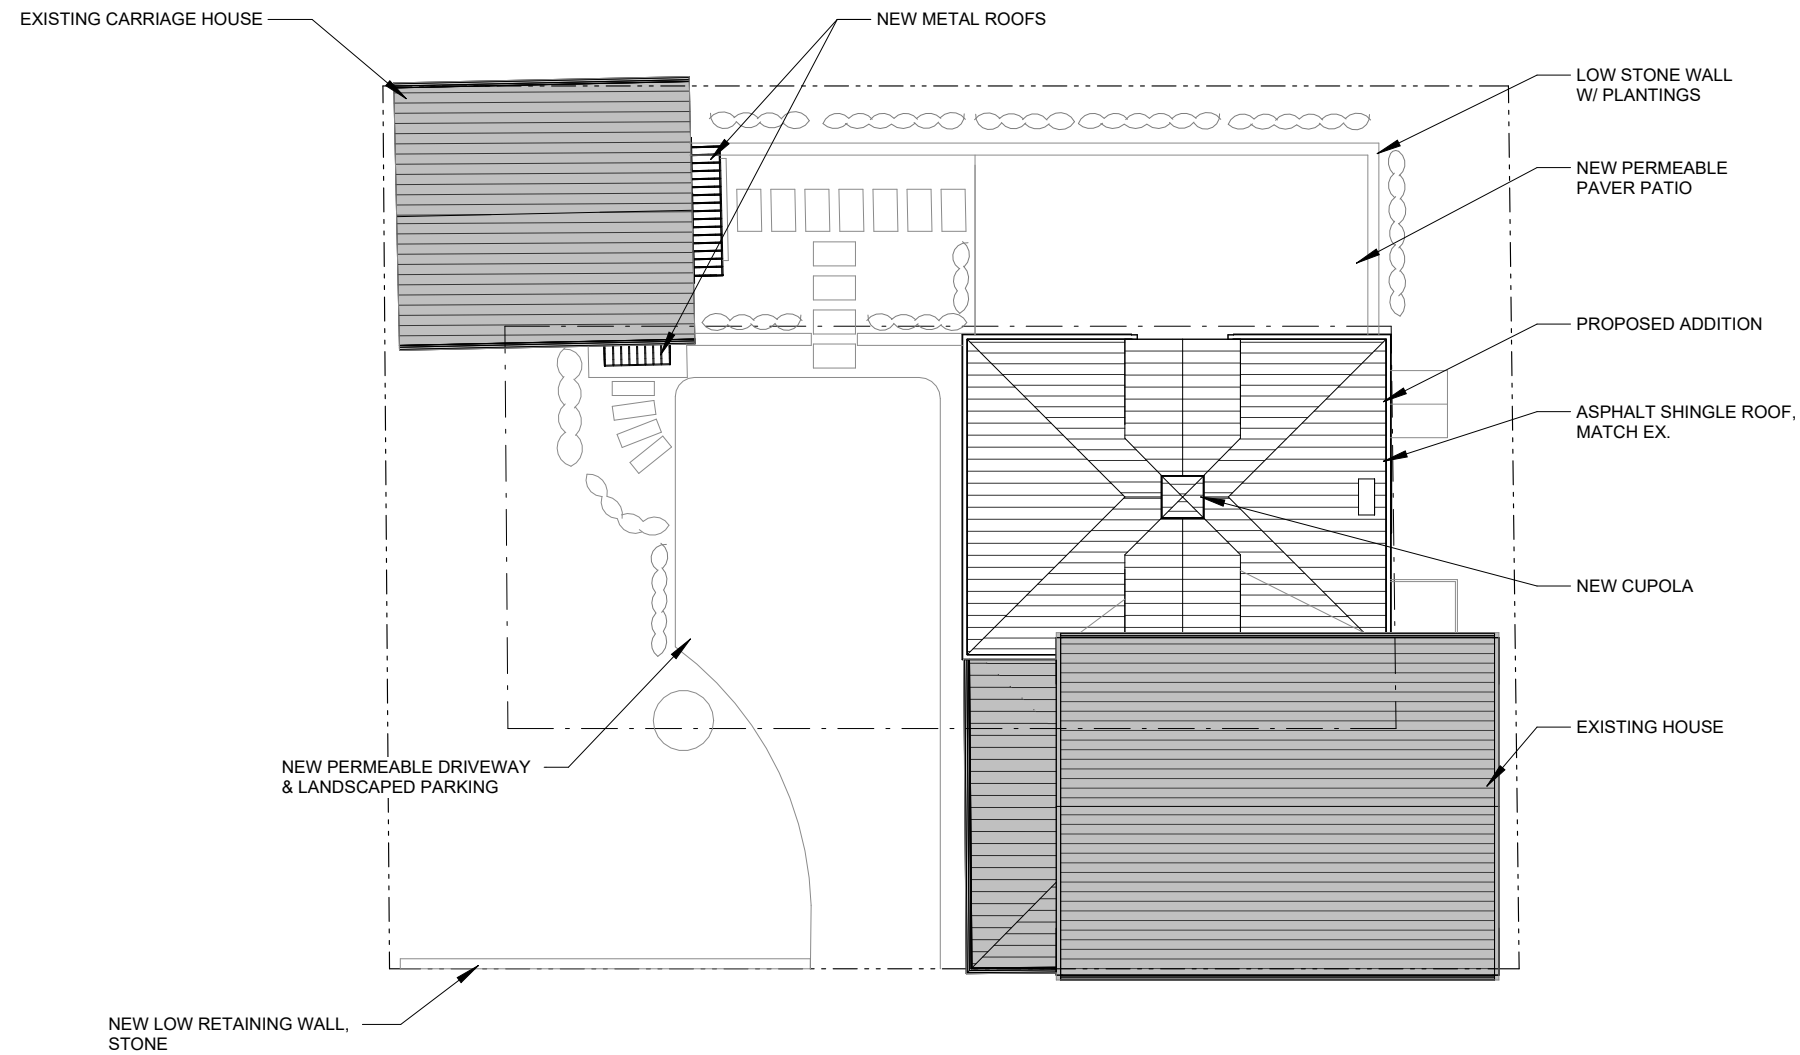 EXISTING CARRIAGE HOUSE
NEW METAL ROOFS
LOW STONE WALL
W/ PLANTINGS
NEW PERMEABLE
PAVER PATIO
PROPOSED ADDITION
ASPHALT SHINGLE ROOF,
MATCH EX.
NEW CUPOLA
EXISTING HOUSE
NEW PERMEABLE DRIVEWAY
& LANDSCAPED PARKING
NEW LOW RETAINING WALL,
STONE